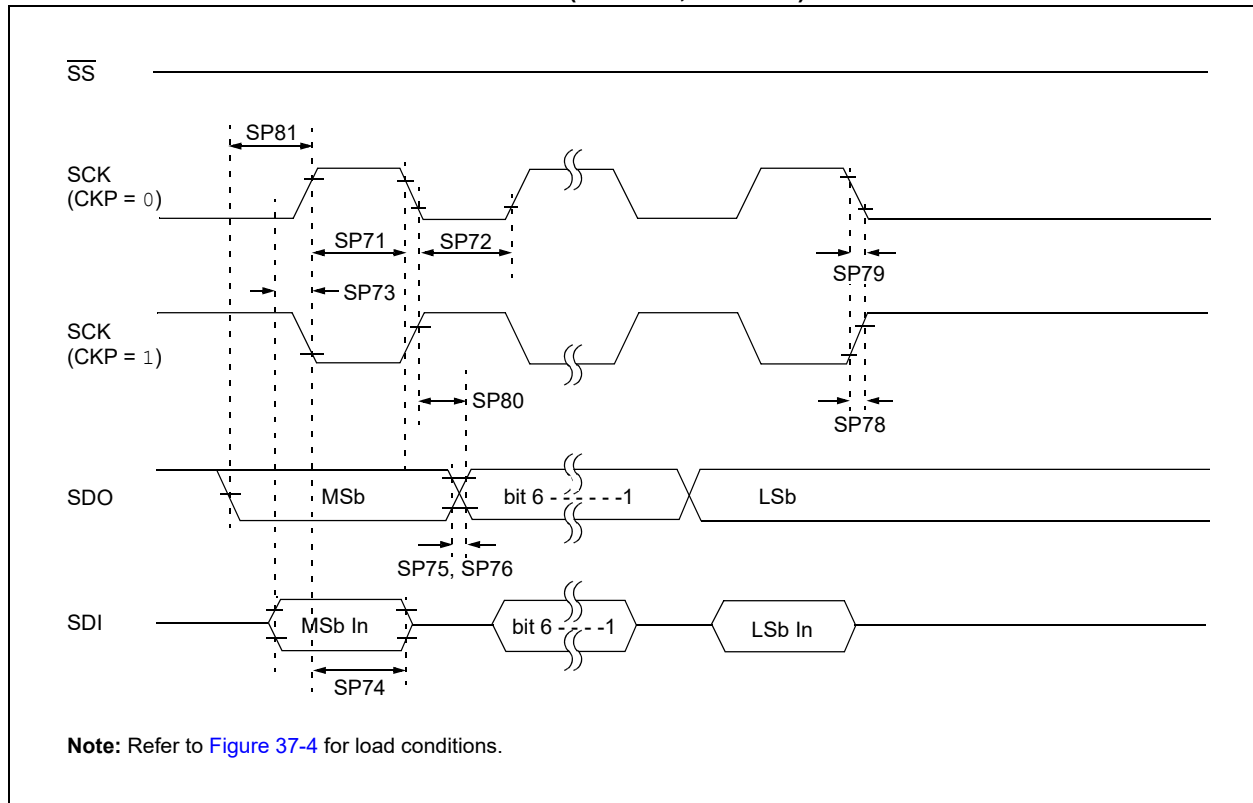 SS
SP81
SCK
(CKP = 0)
SP71
SP72
SP79
SP73
SCK
(CKP = 1)
SP80
SP78
SDO
MSb
bit 6 - - - - - - -1
LSb
SP75, SP76
SDI
MSb In
bit 6 - - - - -1
LSb In
SP74
Note: Refer to Figure 37-4 for load conditions.